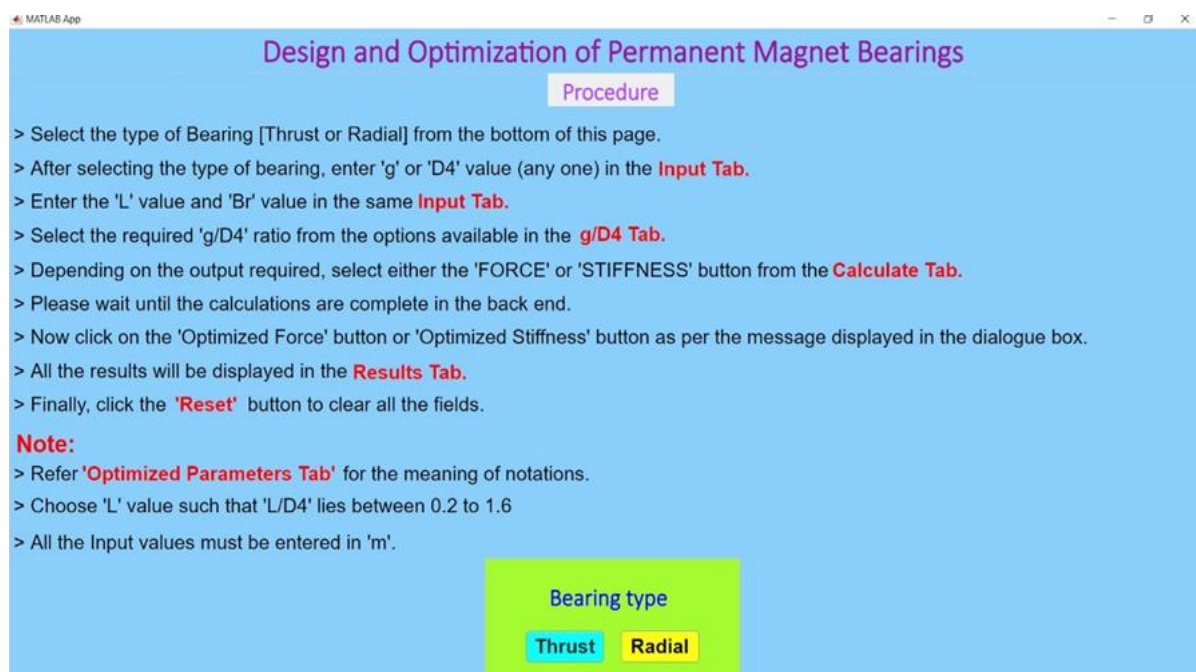 MATLAB App
Design and Optimization of Permanent Magnet Bearings
Procedure
> Select the type of Bearing [Thrust or Radial] from the bottom of this page.
> After selecting the type of bearing, enter 'g' or 'D4' value (any one) in the Input Tab.
> Enter the 'L' value and 'Br' value in the same Input Tab.
> Select the required 'g/D4' ratio from the options available in the g/D4 Tab.
> Depending on the output required, select either the 'FORCE' or 'STIFFNESS' button from the Calculate Tab.
> Please wait until the calculations are complete in the back end.
> Now click on the 'Optimized Force' button or 'Optimized Stiffness' button as per the message displayed in the dialogue box.
> All the results will be displayed in the Results Tab.
> Finally, click the 'Reset' button to clear all the fields.
Note:
> Refer 'Optimized Parameters Tab' for the meaning of notations.
> Choose 'L' value such that 'L/D4' lies between 0.2 to 1.6
> All the Input values must be entered in 'm'.
Bearing type
Thrust Radial